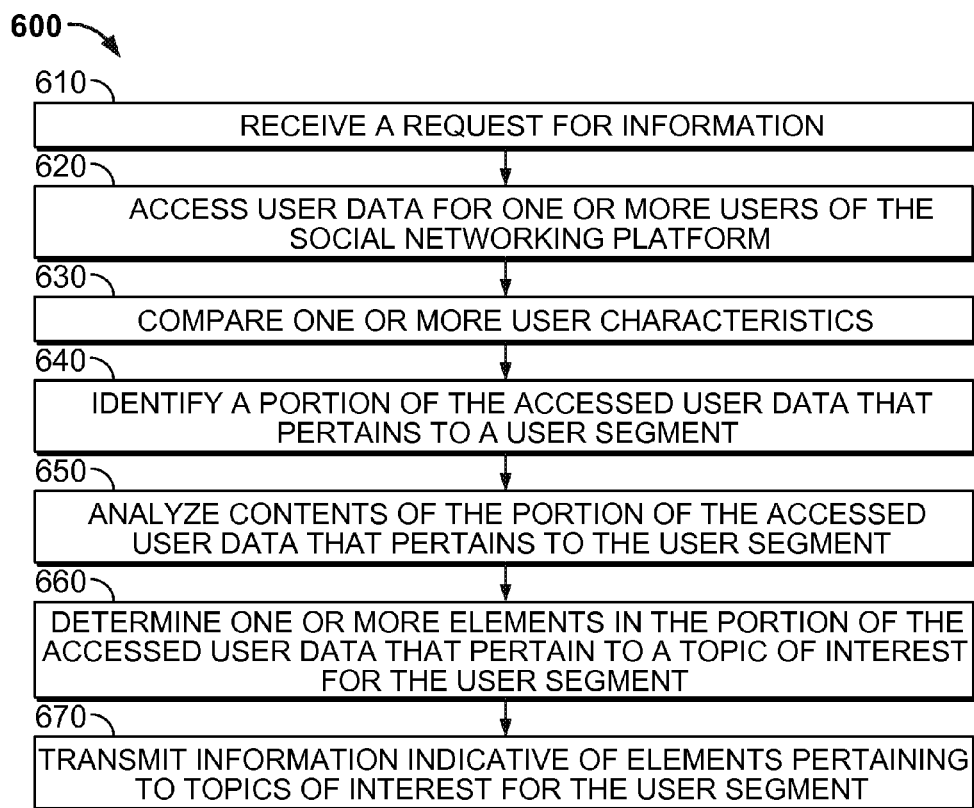 600
610
RECEIVE A REQUEST FOR INFORMATION
620
ACCESS USER DATA FOR ONE OR MORE USERS OF THE
SOCIAL NETWORKING PLATFORM
630
COMPARE ONE OR MORE USER CHARACTERISTICS
640
IDENTIFY A PORTION OF THE ACCESSED USER DATA THAT
PERTAINS TO A USER SEGMENT
650
ANALYZE CONTENTS OF THE PORTION OF THE ACCESSED
USER DATA THAT PERTAINS TO THE USER SEGMENT
660
DETERMINE ONE OR MORE ELEMENTS IN THE PORTION OF THE
ACCESSED USER DATA THAT PERTAIN TO A TOPIC OF INTEREST
FOR THE USER SEGMENT
670
TRANSMIT INFORMATION INDICATIVE OF ELEMENTS PERTAINING
TO TOPICS OF INTEREST FOR THE USER SEGMENT